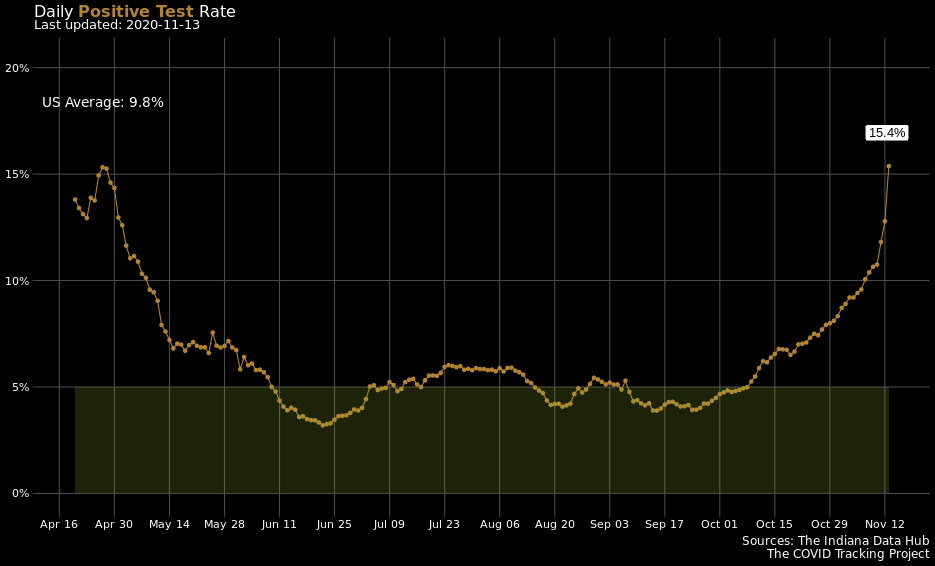 Daily Positive Test Rate
Last updated: 2020-11-13
20%
US Average: 9.8%
15.4%
15%
10%
5%
0%
Apr 16 Apr 30 May 14 May 28 Jun 11 Jun 25 Jul 09 Jul 23 Aug 06 Aug 20 Sep 03 Sep 17 Oct 01 Oct 15 Oct 29 Nov 12
Sources: The Indiana Data Hub
The COVID Tracking Project